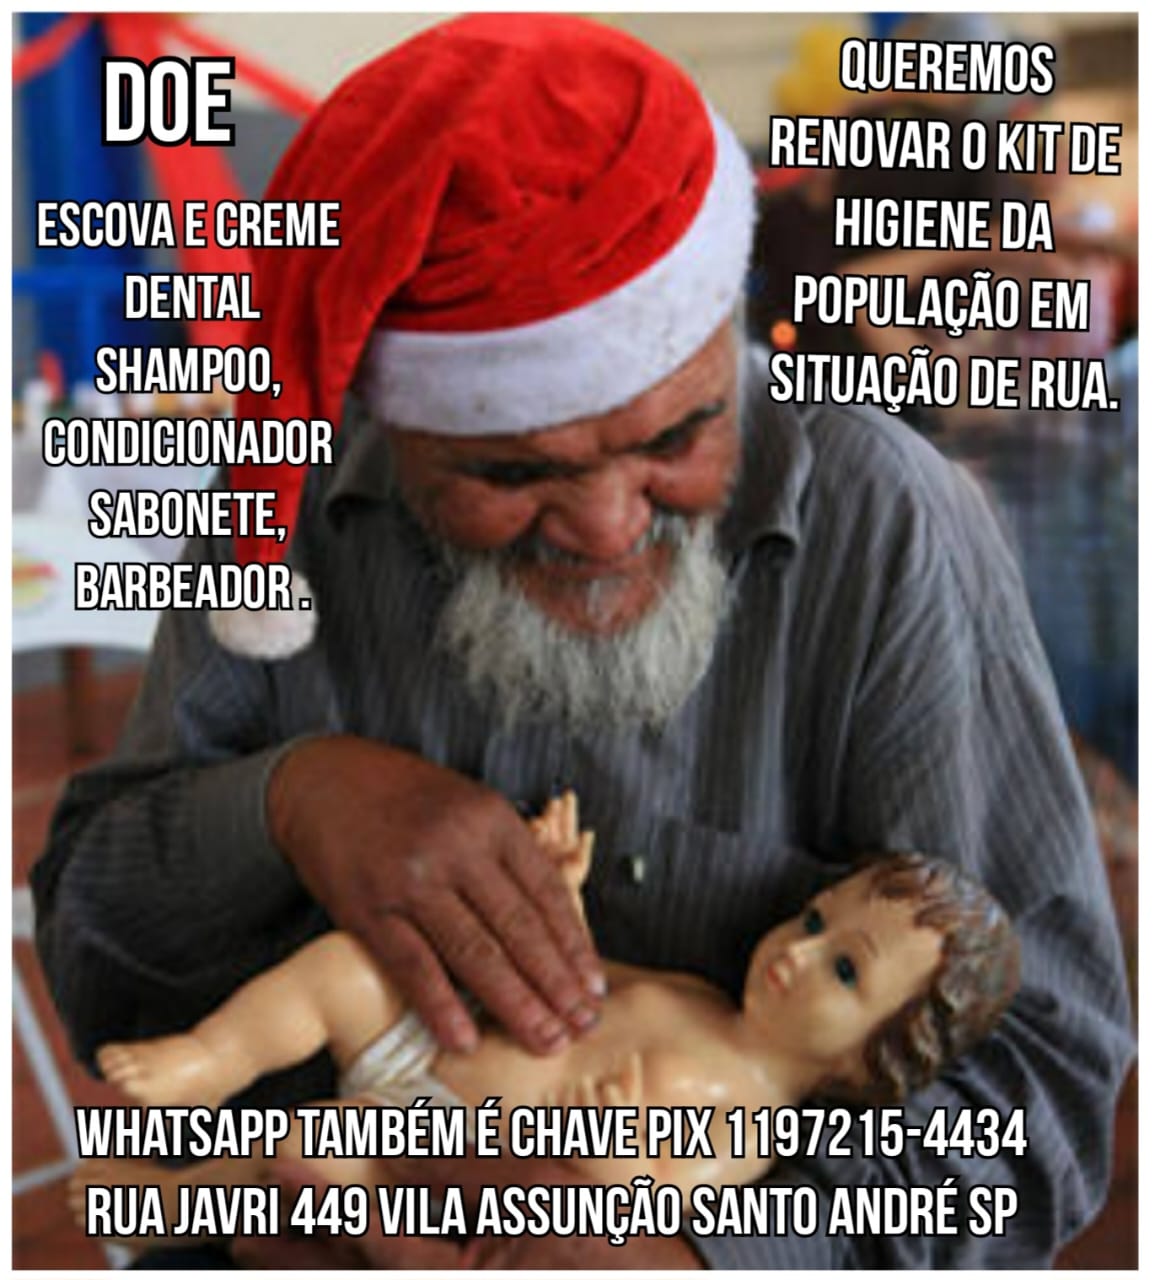 DOE
ESCOVA E CREME
DENTAL
SHAMPOO,
CONDICIONADOR
SABONETE,
BARBEADOR.
QUEREMOS
RENOVAR O KIT DE
HIGIENE DA
POPULAÇÃO EM
SITUAÇÃO DE RUA.
WHATSAPP TAMBÉM É CHAVE PIX 1197215-4434
RUA JAVRI 449 VILA ASSUNÇÃO SANTO ANDRÉ SP